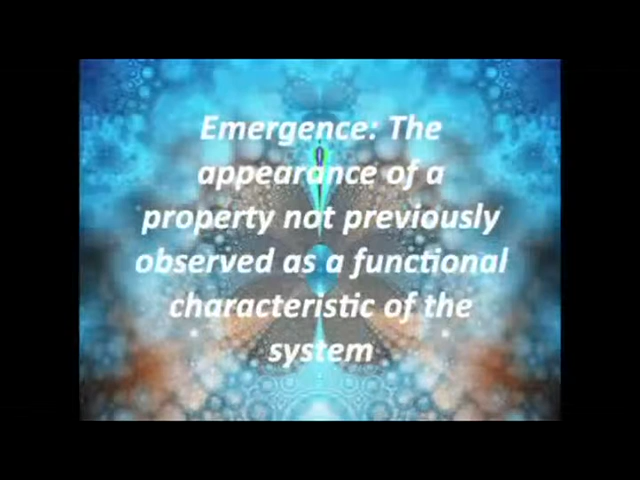 Emergence: The
appearance of a
property not previously
observed as a functional
characteristic of the
system